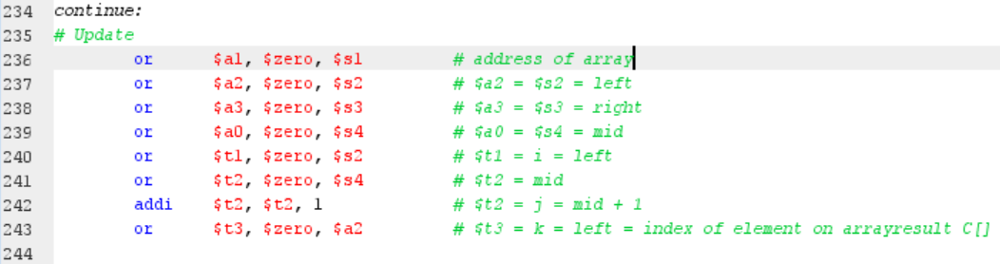 234 continue:
235 # Update
236 or $a1, $zero, $s1 # address of array
237 or $a2, $zero, $s2 # $a2 = $s2 = left
238 or $a3, $zero, $s3 # $a3 = $s3 = right
239 or $a0, $zero, $s4 # $a0 = $s4 = mid
240 or $t1, $zero, $s2 # $t1 = i = left
241 or $t2, $zero, $s4 # $t2 = mid
242 addi $t2, $t2, 1 # $t2 = j = mid + 1
243 or $t3, $zero, $a2 # $t3 = k = left = index of element on arrayresult C[]
244